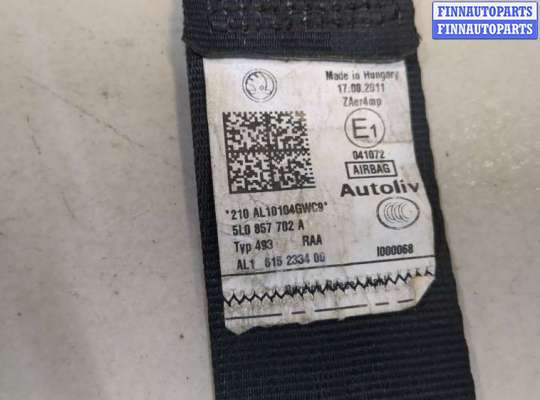 FINNAUTOPARTS
FINNAUTOPARTS
Made in Hungary
17.08.2011
ZAer4mp
E1
041072
AIRBAG
Autoliv
*210 AL10104GWC9*
5L0 857 702 A
Typ 493 RAA
AL1 616 2334 00
I000068